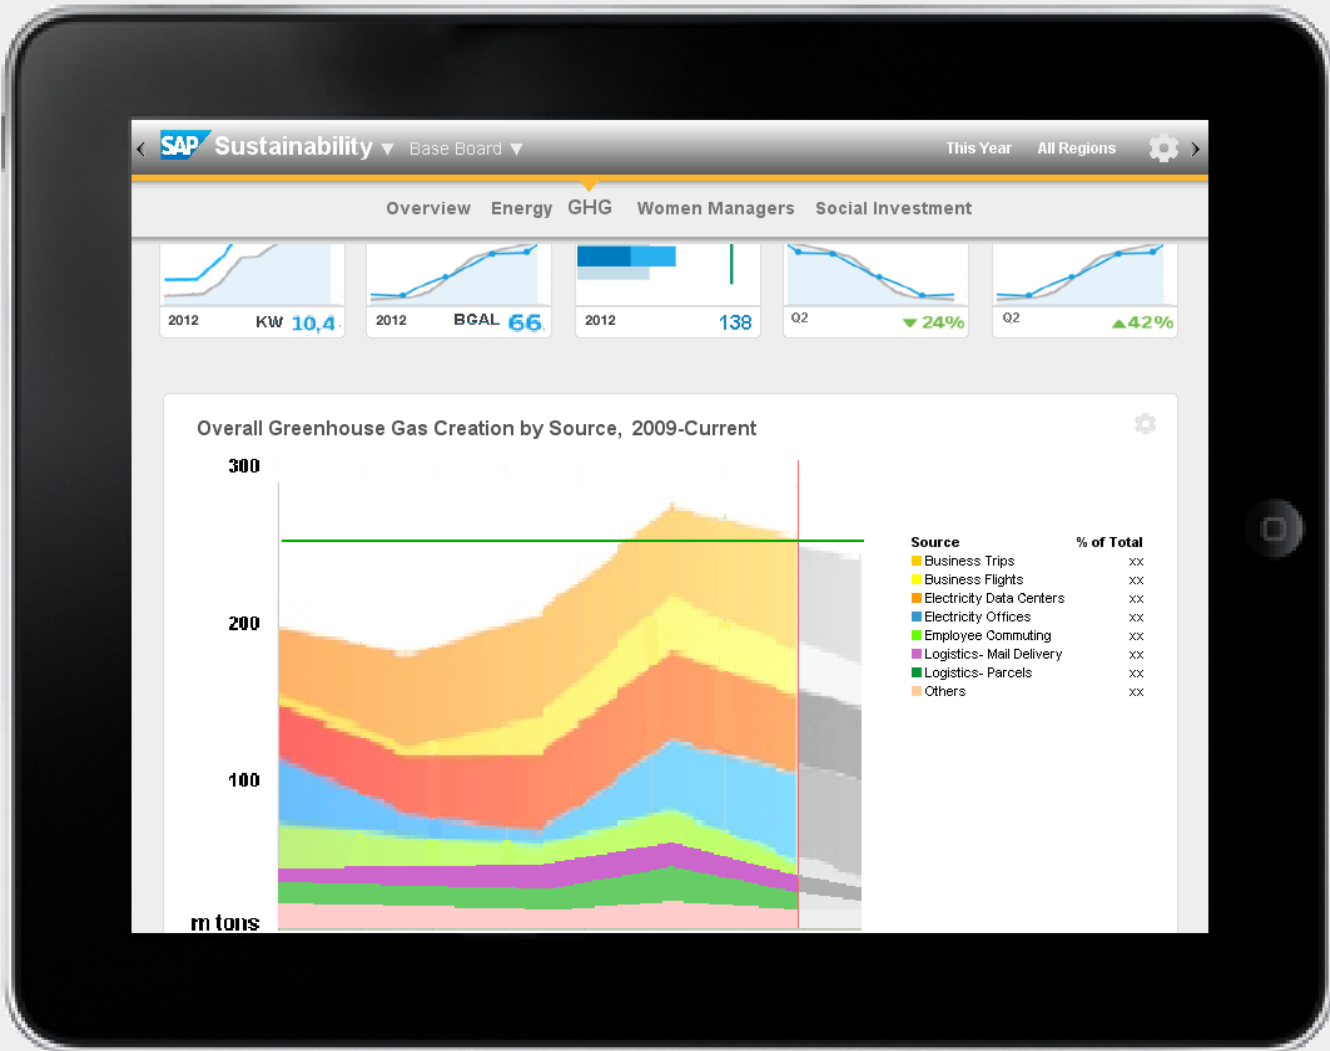 SAP Sustainability Base Board This Year All Regions
Overview Energy GHG Women Managers Social Investment
2012 KW 10,4
2012 BGAL 66
2012 138
Q2 24%
Q2 42%
Overall Greenhouse Gas Creation by Source, 2009-Current
300
200
100
m tons
Source % of Total
Business Trips xx
Business Flights xx
Electricity Data Centers xx
Electricity Offices xx
Employee Commuting xx
Logistics- Mail Delivery xx
Logistics- Parcels xx
Others xx